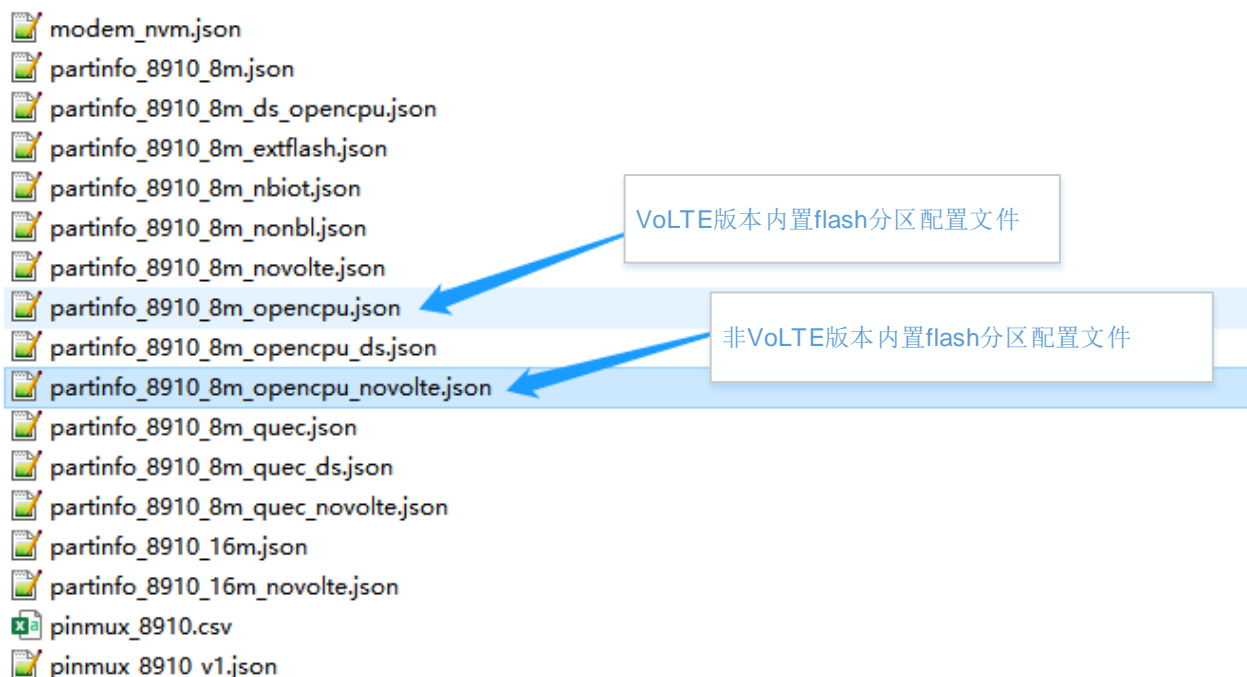 modem_nvm.json
partinfo_8910_8m.json
partinfo_8910_8m_ds_opencpu.json
partinfo_8910_8m_extflash.json
partinfo_8910_8m_nbiot.json
partinfo_8910_8m_nonbl.json
VoLTE版本内置flash分区配置文件
partinfo_8910_8m_novolte.json
partinfo_8910_8m_opencpu.json
非VoLTE版本内置flash分区配置文件
partinfo_8910_8m_opencpu_ds.json
partinfo_8910_8m_opencpu_novolte.json
partinfo_8910_8m_quec.json
partinfo_8910_8m_quec_ds.json
partinfo_8910_8m_quec_novolte.json
partinfo_8910_16m.json
partinfo_8910_16m_novolte.json
pinmux_8910.csv
pinmux_8910_v1.json